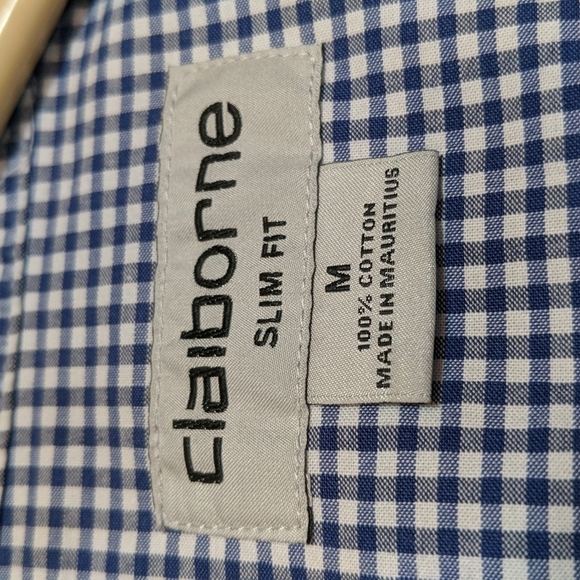 claiborne
SLIM FIT
M
100% COTTON
MADE IN MAURITIUS